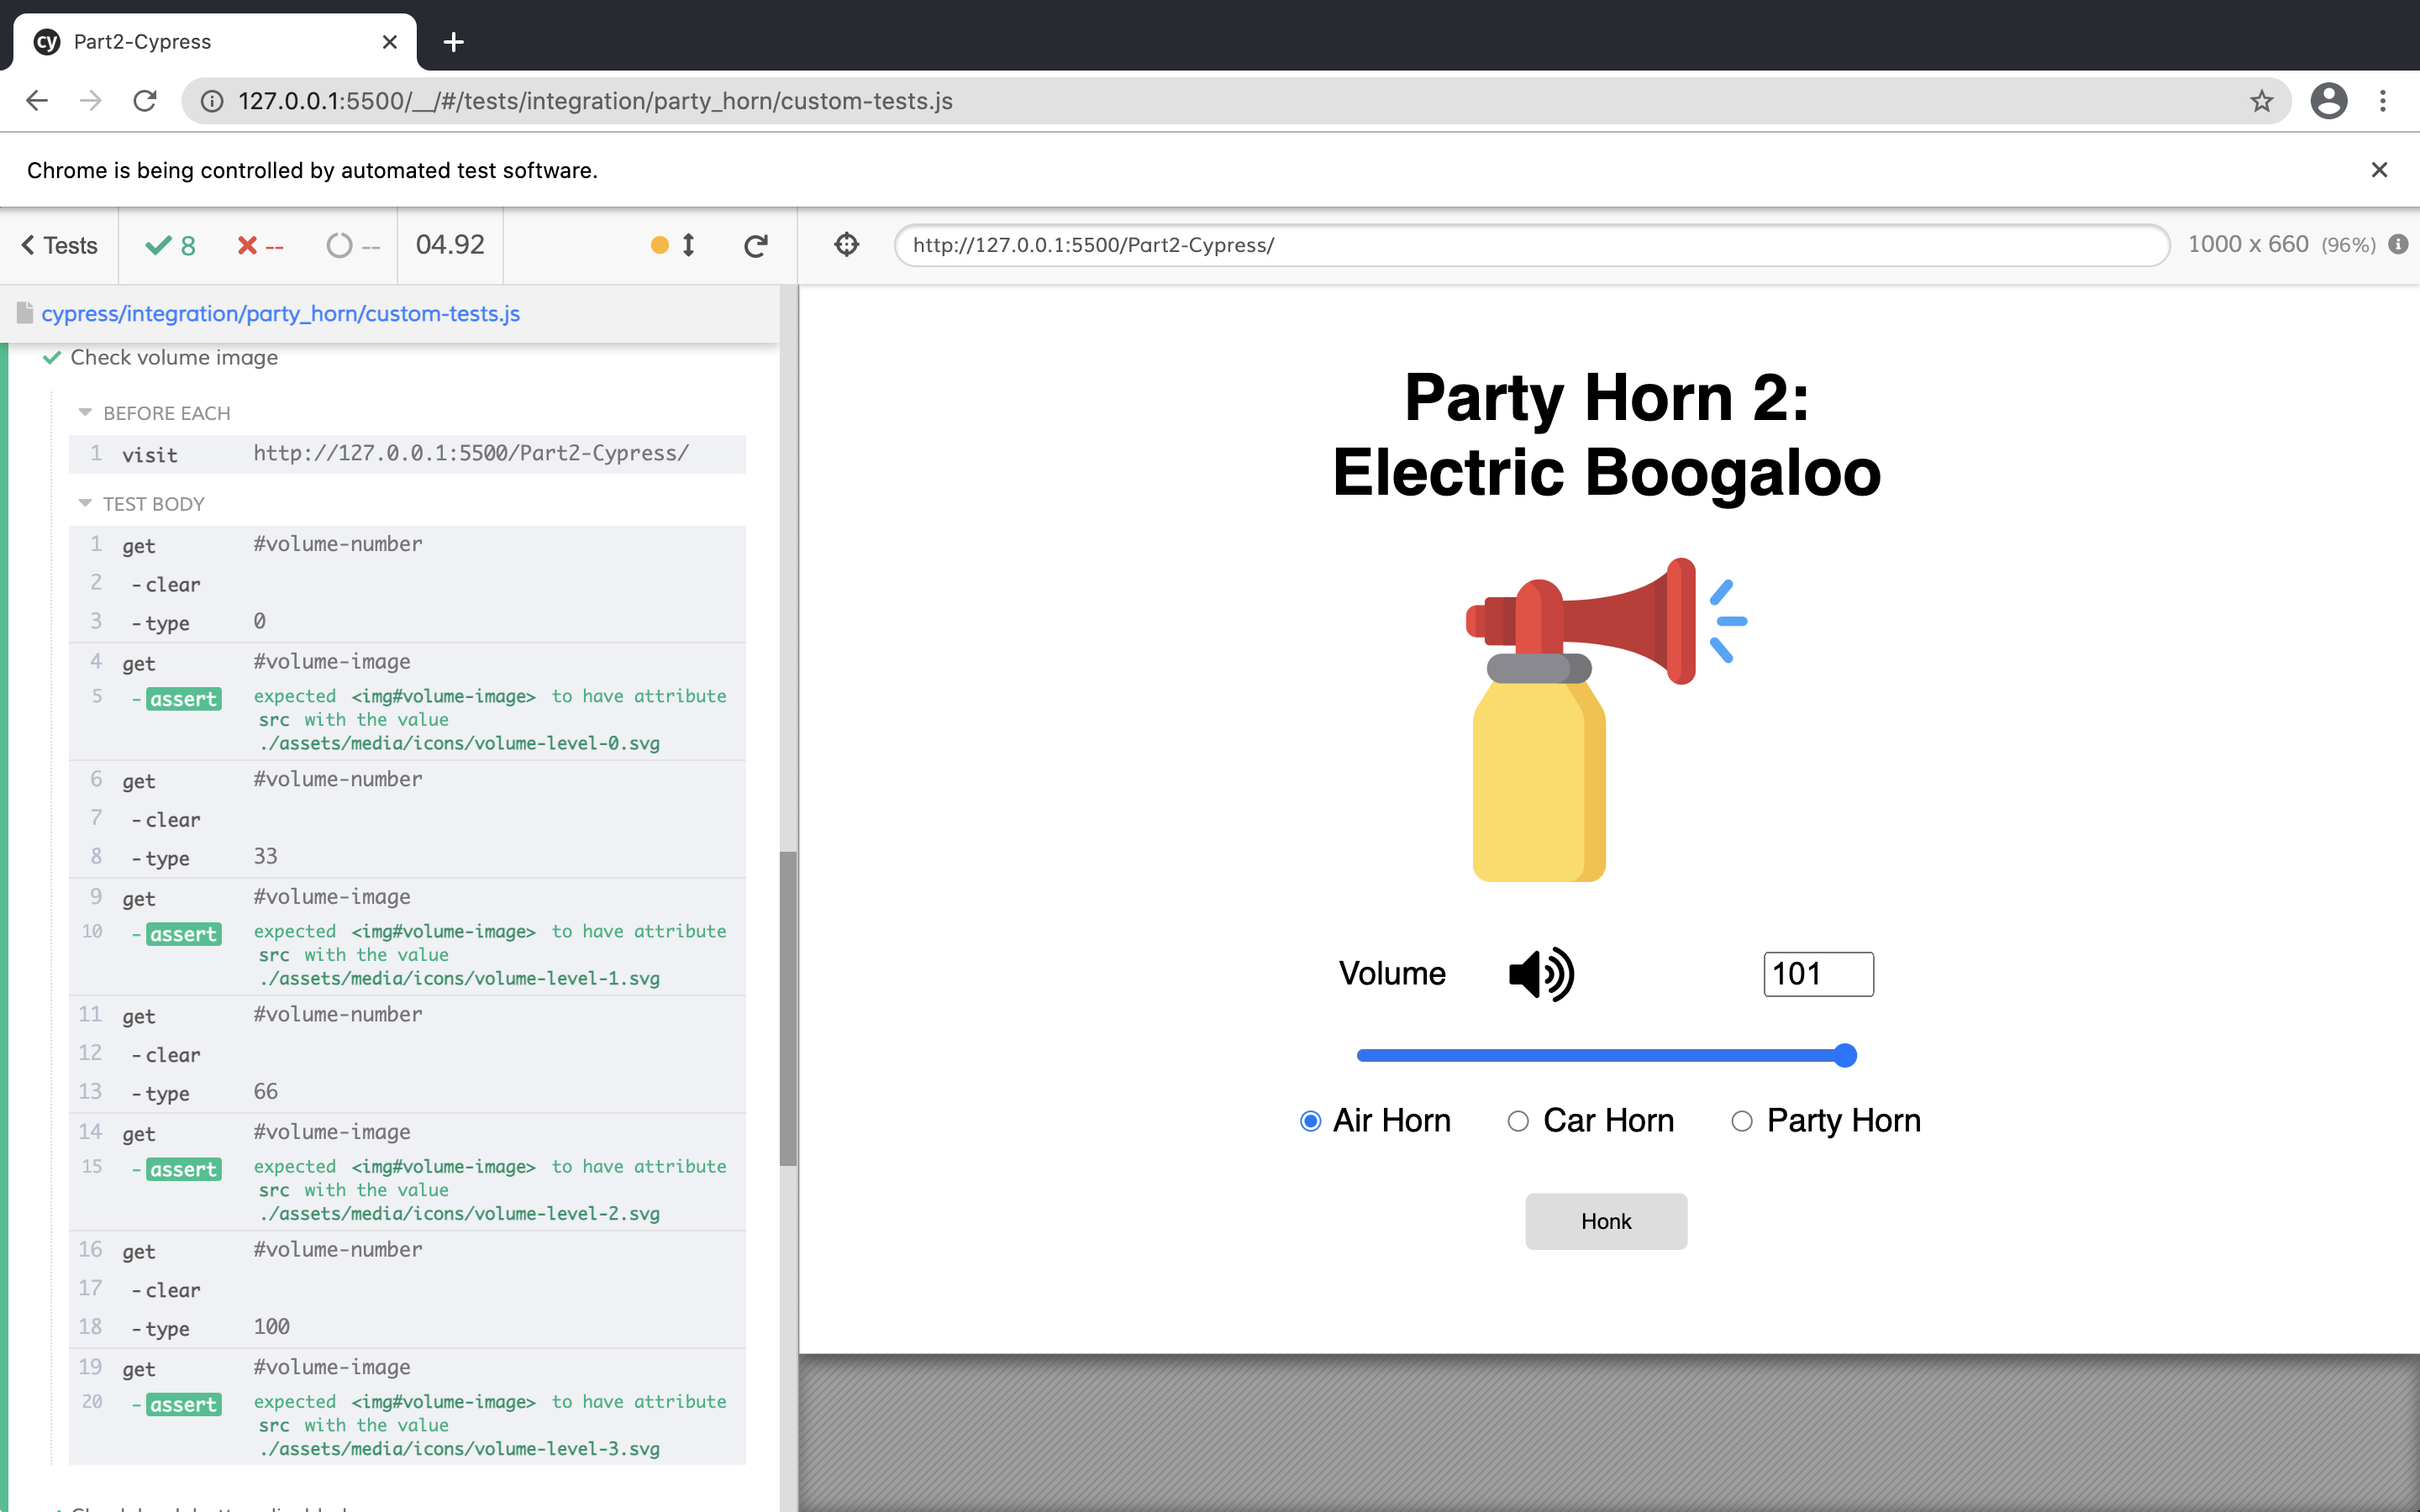 cy Part2-Cypress
127.0.0.1:5500/__/#/tests/integration/party_horn/custom-tests.js
Chrome is being controlled by automated test software.
Tests 8 -- -- 04.92
http://127.0.0.1:5500/Part2-Cypress/ 1000 x 660 (96%)
cypress/integration/party_horn/custom-tests.js
Check volume image
BEFORE EACH
1 visit http://127.0.0.1:5500/Part2-Cypress/
TEST BODY
1 get #volume-number
2 -clear
3 -type 0
4 get #volume-image
5 -assert expected <img#volume-image> to have attribute
src with the value
./assets/media/icons/volume-level-0.svg
6 get #volume-number
7 -clear
8 -type 33
9 get #volume-image
10 -assert expected <img#volume-image> to have attribute
src with the value
./assets/media/icons/volume-level-1.svg
11 get #volume-number
12 -clear
13 -type 66
14 get #volume-image
15 -assert expected <img#volume-image> to have attribute
src with the value
./assets/media/icons/volume-level-2.svg
16 get #volume-number
17 -clear
18 -type 100
19 get #volume-image
20 -assert expected <img#volume-image> to have attribute
src with the value
./assets/media/icons/volume-level-3.svg
Party Horn 2:
Electric Boogaloo
Volume 101
Air Horn Car Horn Party Horn
Honk